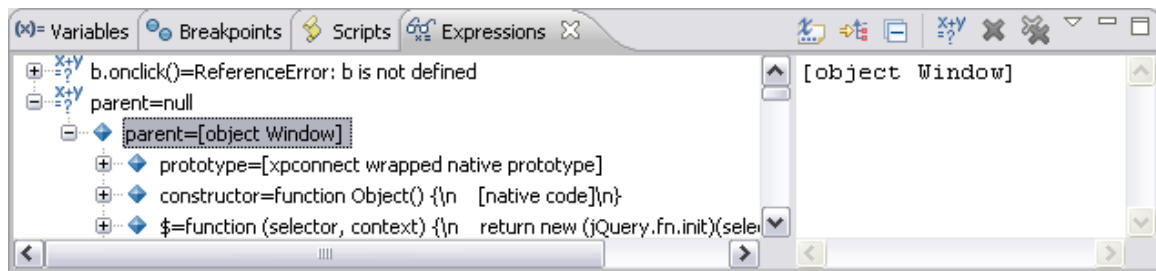 (x)= Variables Breakpoints Scripts Expressions
b.onclick()=ReferenceError: b is not defined
parent=null
parent=[object Window]
prototype=[xpconnect wrapped native prototype]
constructor=function Object() {\n    [native code]\n}
$=function (selector, context) {\n    return new (jQuery.fn.init)(sele
[object Window]